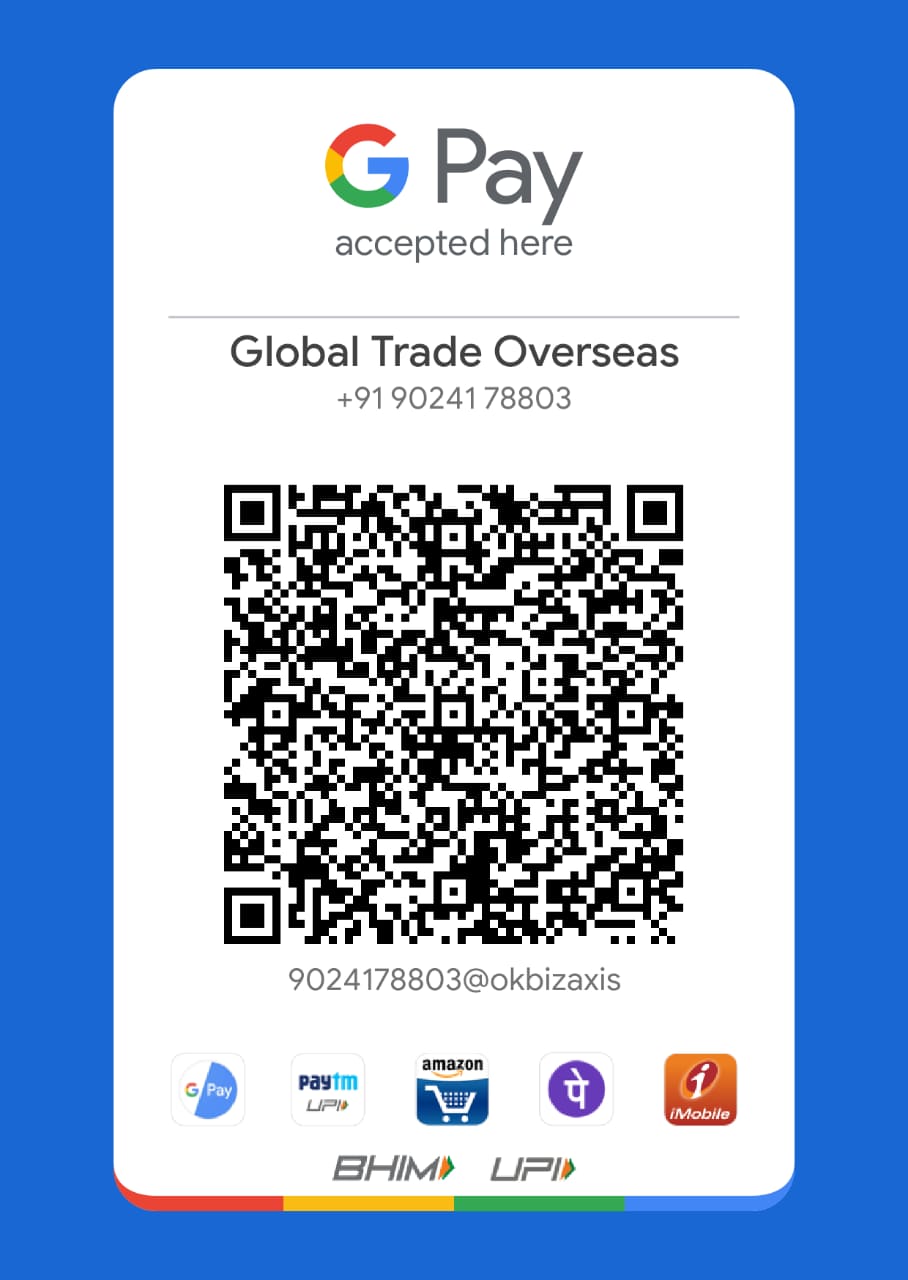 G Pay
accepted here
Global Trade Overseas
+91 90241 78803
9024178803@okbizaxis
G Pay
paytm
UPI
amazon
पे
i
iMobile
BHIM UPI